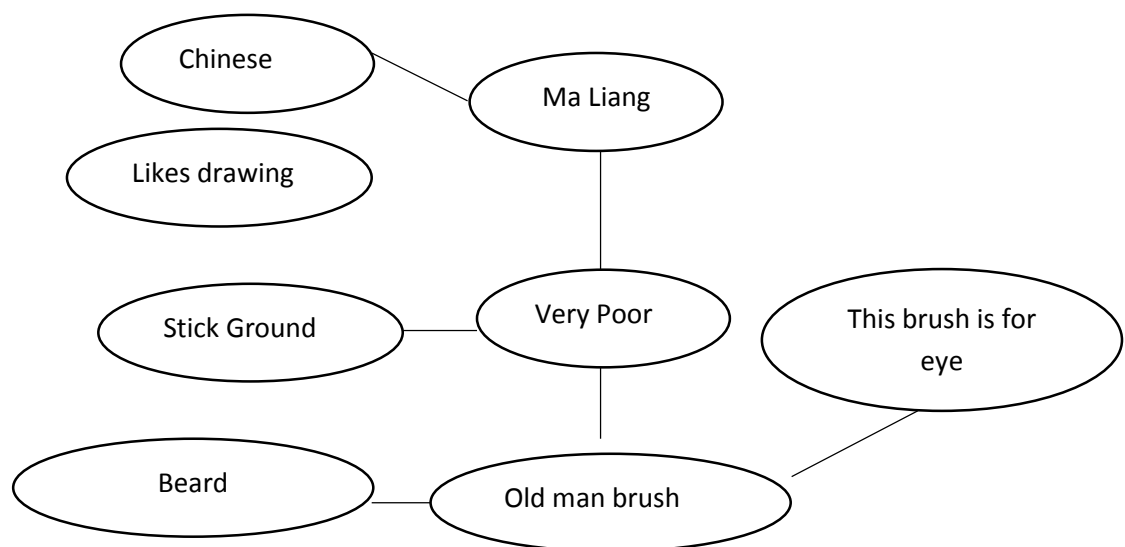 Chinese
Ma Liang
Likes drawing
Very Poor
Stick Ground
This brush is for
eye
Beard
Old man brush